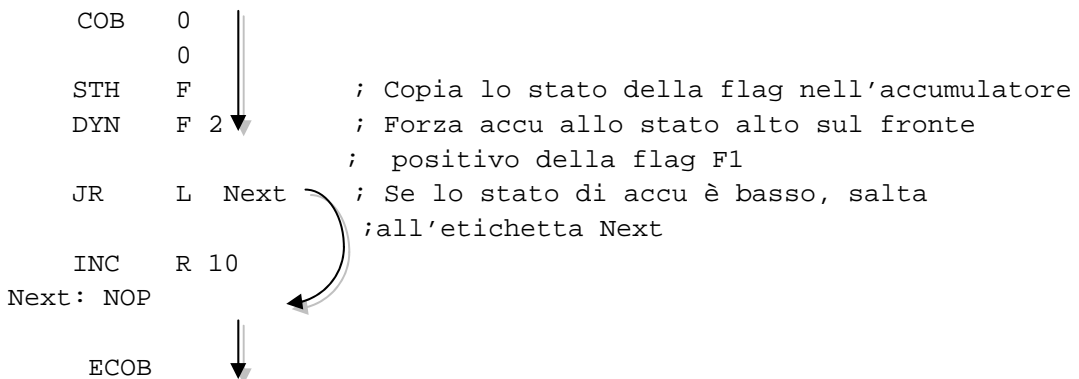 COB 0
0
STH F ; Copia lo stato della flag nell'accumulatore
DYN F 2 ; Forza accu allo stato alto sul fronte
; positivo della flag F1
JR L Next ; Se lo stato di accu è basso, salta
;all'etichetta Next
INC R 10
Next: NOP
ECOB